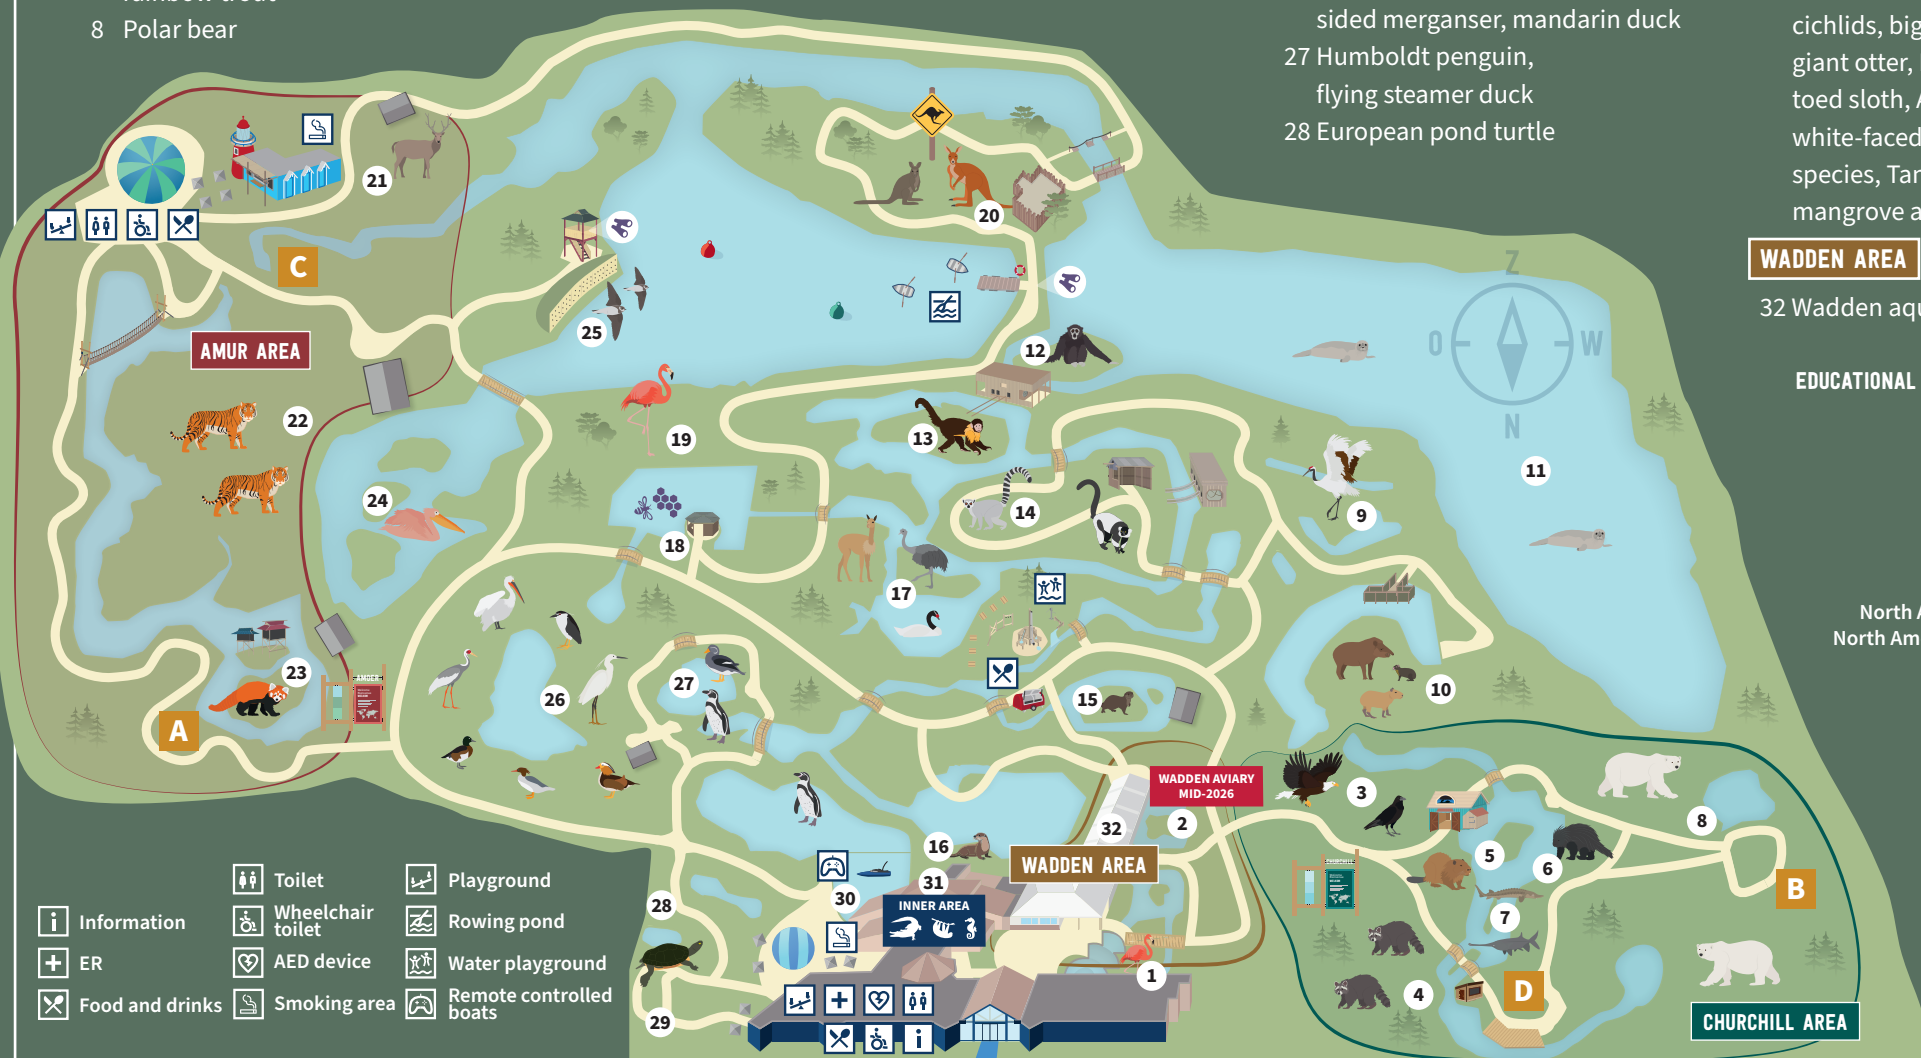 8 Polar bear
sided merganser, mandarin duck
27 Humboldt penguin,
flying steamer duck
28 European pond turtle
cichlids, big
giant otter,
toed sloth, A
white-faced
species, Tar
mangrove a
WADDEN AREA
32 Wadden aqu
EDUCATIONAL
North A
North Am
21
20
C
25
12
Z
O
W
N
AMUR AREA
22
19
13
24
14
11
9
18
17
23
26
27
15
10
A
WADDEN AVIARY
MID-2026
3
2
32
8
16
5
6
WADDEN AREA
31
B
30
28
INNER AREA
7
1
4
D
29
CHURCHILL AREA
Information
ER
Food and drinks
Toilet
Wheelchair
toilet
AED device
Smoking area
Playground
Rowing pond
Water playground
Remote controlled
boats